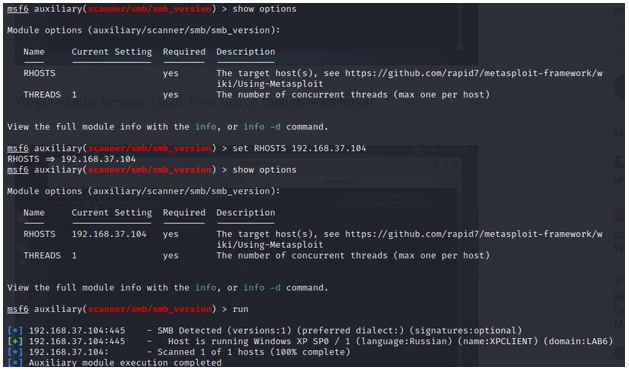 msf6 auxiliary(scanner/smb/smb_version) > show options
Module options (auxiliary/scanner/smb/smb_version):
Name Current Setting Required Description
RHOSTS yes The target host(s), see https://github.com/rapid7/metasploit-framework/w
iki/Using-Metasploit
THREADS 1 yes The number of concurrent threads (max one per host)
View the full module info with the info, or info -d command.
msf6 auxiliary(scanner/smb/smb_version) > set RHOSTS 192.168.37.104
RHOSTS => 192.168.37.104
msf6 auxiliary(scanner/smb/smb_version) > show options
Module options (auxiliary/scanner/smb/smb_version):
Name Current Setting Required Description
RHOSTS 192.168.37.104 yes The target host(s), see https://github.com/rapid7/metasploit-framework/w
iki/Using-Metasploit
THREADS 1 yes The number of concurrent threads (max one per host)
View the full module info with the info, or info -d command.
msf6 auxiliary(scanner/smb/smb_version) > run
[*] 192.168.37.104:445 - SMB Detected (versions:1) (preferred dialect:) (signatures:optional)
[+] 192.168.37.104:445 - Host is running Windows XP SP0 / 1 (language:Russian) (name:XPCLIENT) (domain:LAB6)
[*] 192.168.37.104: - Scanned 1 of 1 hosts (100% complete)
[*] Auxiliary module execution completed